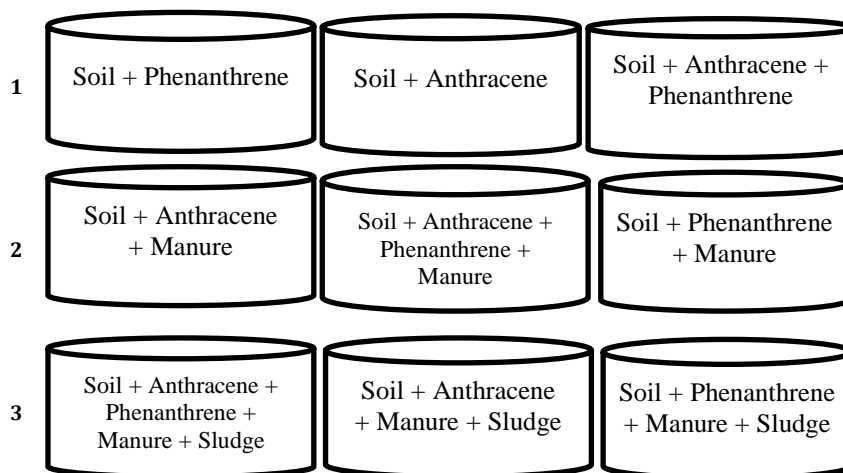 1
Soil + Phenanthrene
Soil + Anthracene
Soil + Anthracene +
Phenanthrene
2
Soil + Anthracene
+ Manure
Soil + Anthracene +
Phenanthrene +
Manure
Soil + Phenanthrene
+ Manure
3
Soil + Anthracene +
Phenanthrene +
Manure + Sludge
Soil + Anthracene
+ Manure + Sludge
Soil + Phenanthrene
+ Manure + Sludge